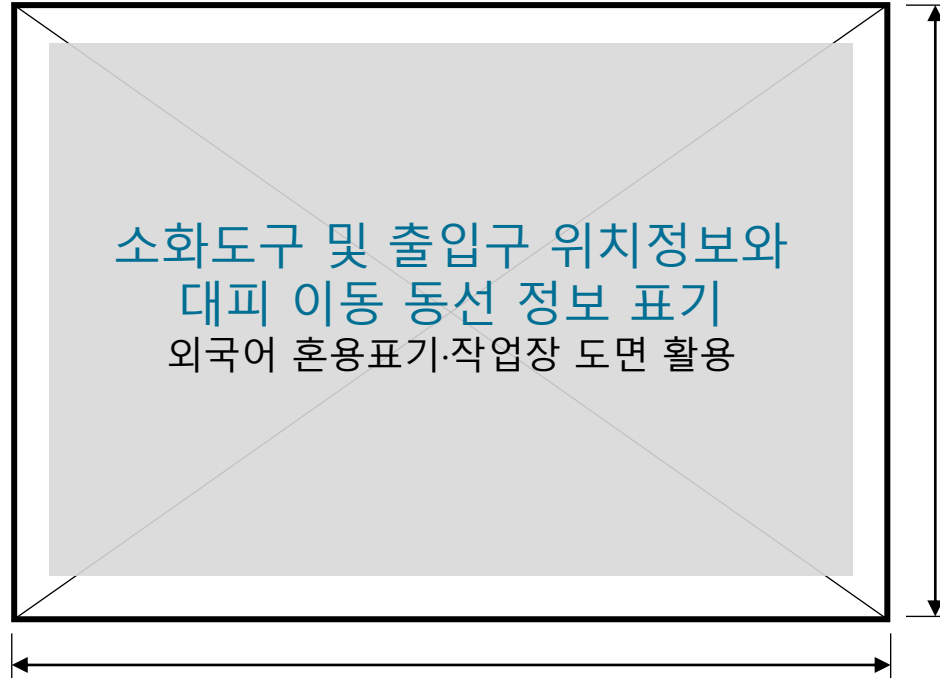 소화도구 및 출입구 위치정보와
대피 이동 동선 정보 표기
외국어 혼용표기·작업장 도면 활용